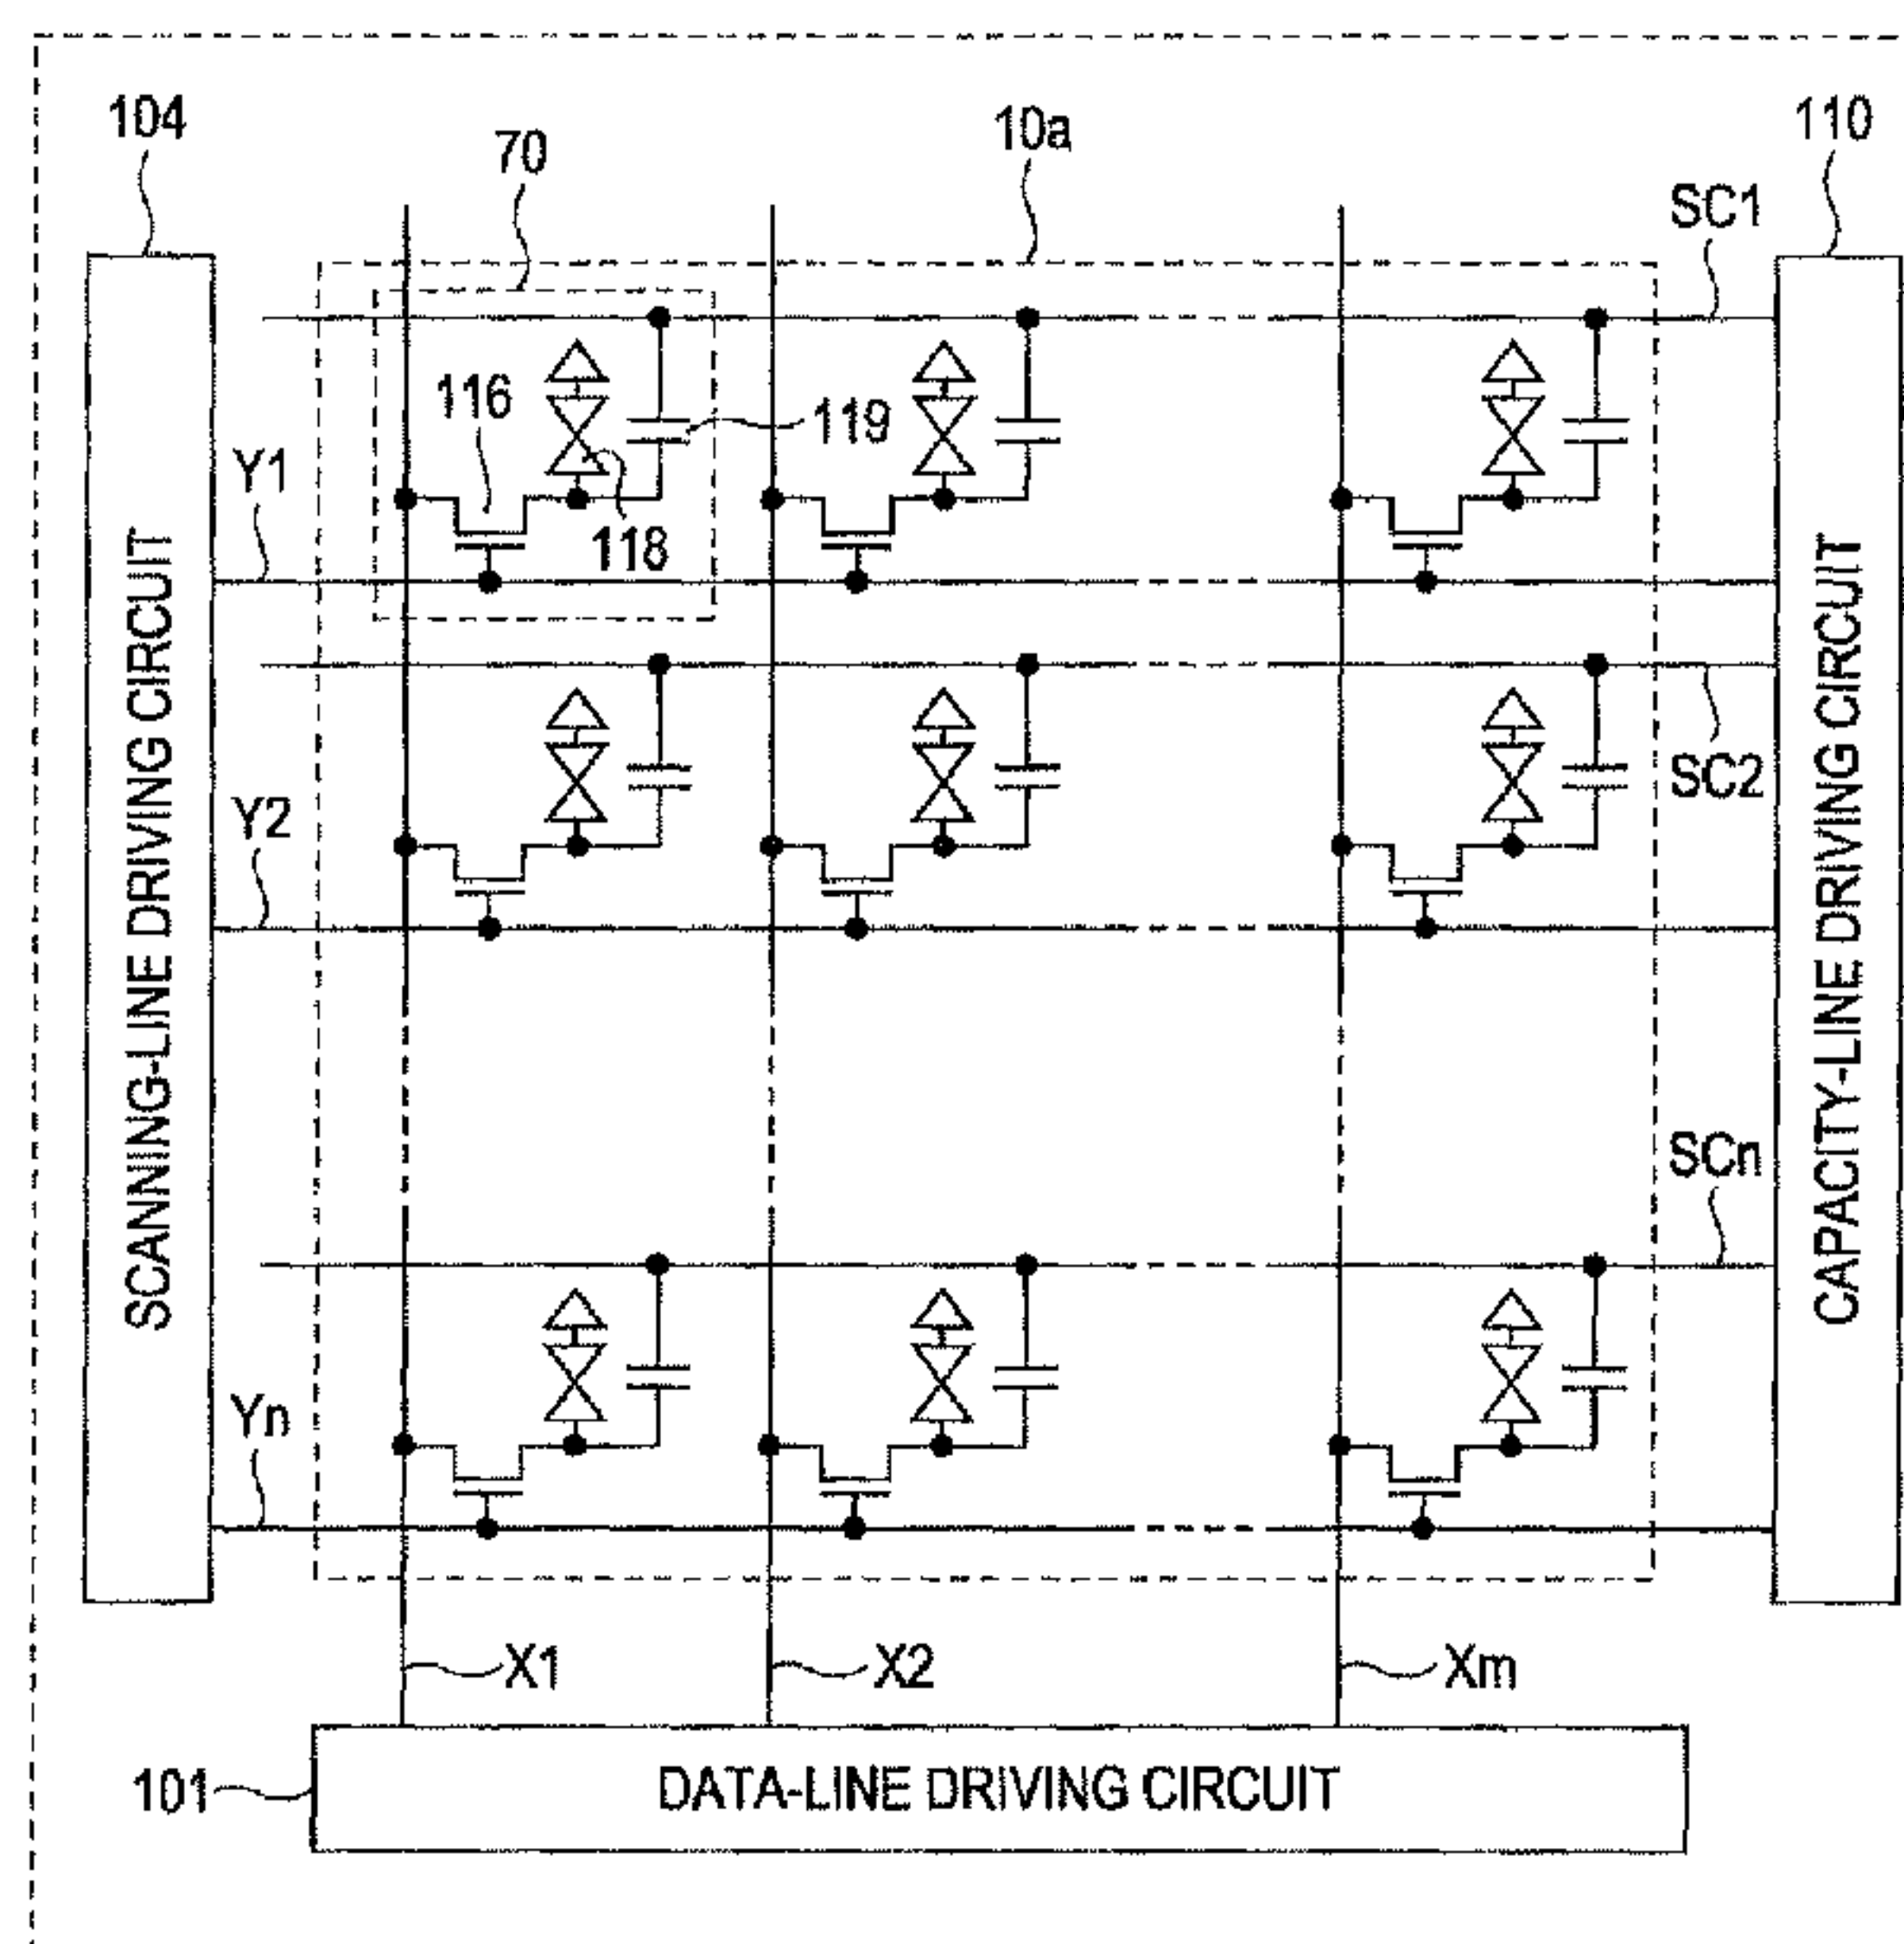 104
70
10a
110
SC1
116
119
Y1
118
SC2
Y2
SCANNING-LINE DRIVING CIRCUIT
CAPACITY-LINE DRIVING CIRCUIT
SCn
Yn
X1
X2
Xm
101
DATA-LINE DRIVING CIRCUIT